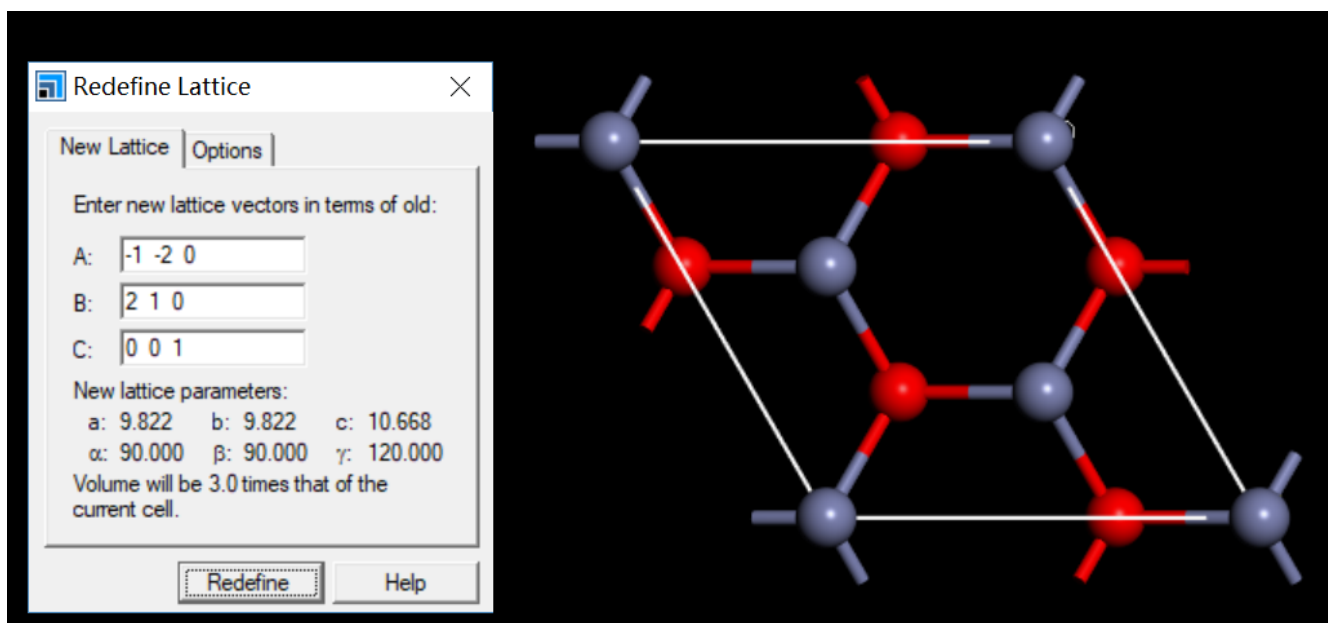 Redefine Lattice
New Lattice Options
Enter new lattice vectors in terms of old:
A: -1 -2 0
B: 2 1 0
C: 0 0 1
New lattice parameters:
a: 9.822 b: 9.822 c: 10.668
α: 90.000 β: 90.000 γ: 120.000
Volume will be 3.0 times that of the
current cell.
Redefine Help